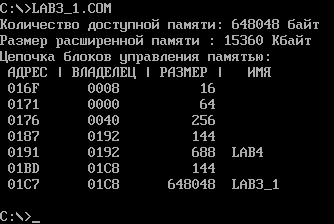 C:\>LAB3_1.COM
Количество доступной памяти: 648048 байт
Размер расширенной памяти : 15360 Кбайт
Цепочка блоков управления памятью:
АДРЕС | ВЛАДЕЛЕЦ | РАЗМЕР | ИМЯ
016F 0008 16
0171 0000 64
0176 0040 256
0187 0192 144
0191 0192 688 LAB4
01BD 01C8 144
01C7 01C8 648048 LAB3_1
C:\>_